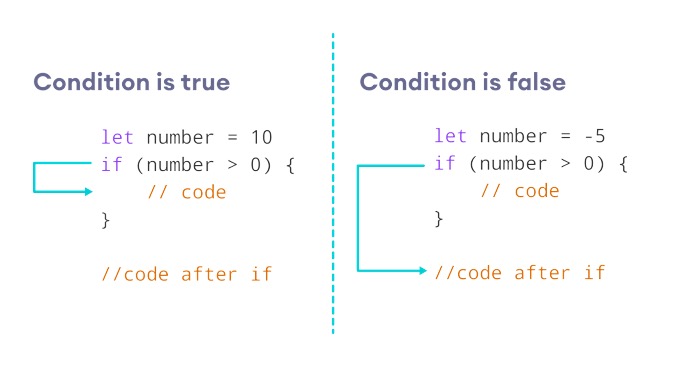 Condition is true
let number = 10
if (number > 0) {
// code
}
//code after if
Condition is false
let number = -5
if (number > 0) {
// code
}
//code after if